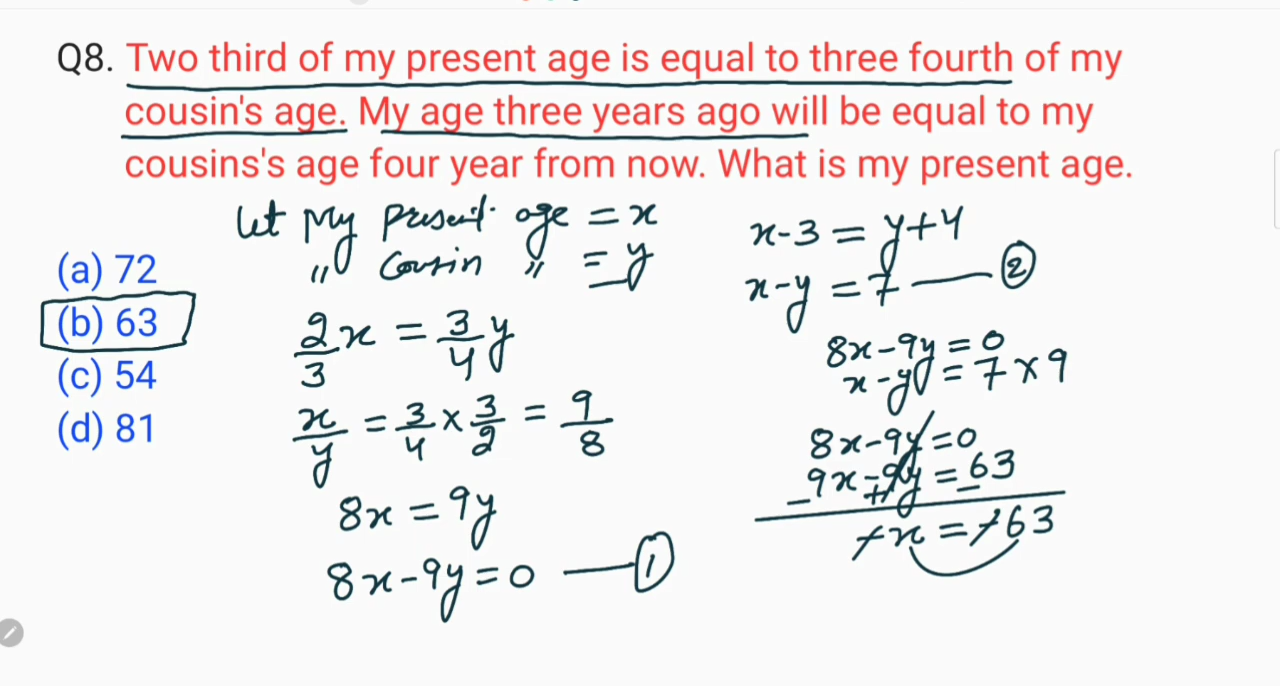 Q8. Two third of my present age is equal to three fourth of my
cousin's age. My age three years ago will be equal to my
cousins's age four year from now. What is my present age.
(a) 72
(b) 63
(c) 54
(d) 81
let My present age = x
" Cousin " = y
2/3 x = 3/4 y
x/y = 3/4 × 3/2 = 9/8
8x = 9y
8x - 9y = 0 — ①
x - 3 = y + 4
x - y = 7 — ②
8x - 9y = 0
x - y = 7 × 9
8x - 9y = 0
9x - 9y = 63
- + -
-x = -63